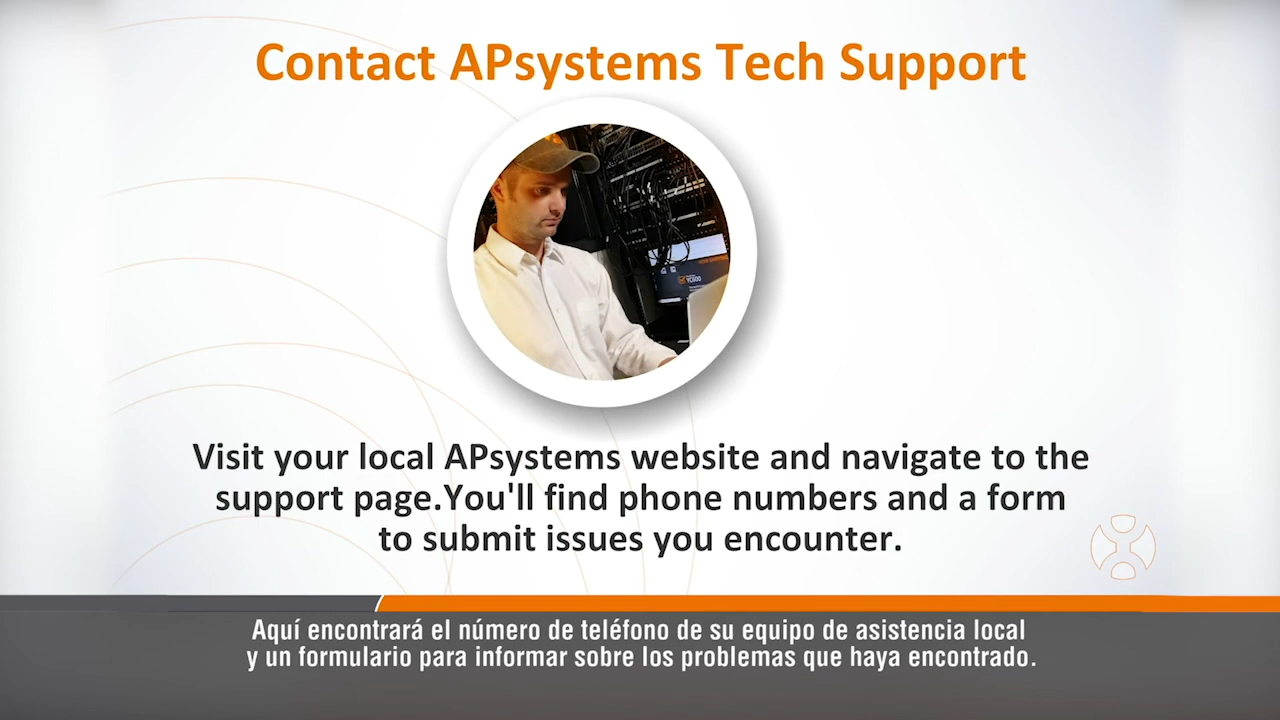 Contact APsystems Tech Support
YC600
Visit your local APsystems website and navigate to the
support page.You'll find phone numbers and a form
to submit issues you encounter.
Aquí encontrará el número de teléfono de su equipo de asistencia local
y un formulario para informar sobre los problemas que haya encontrado.